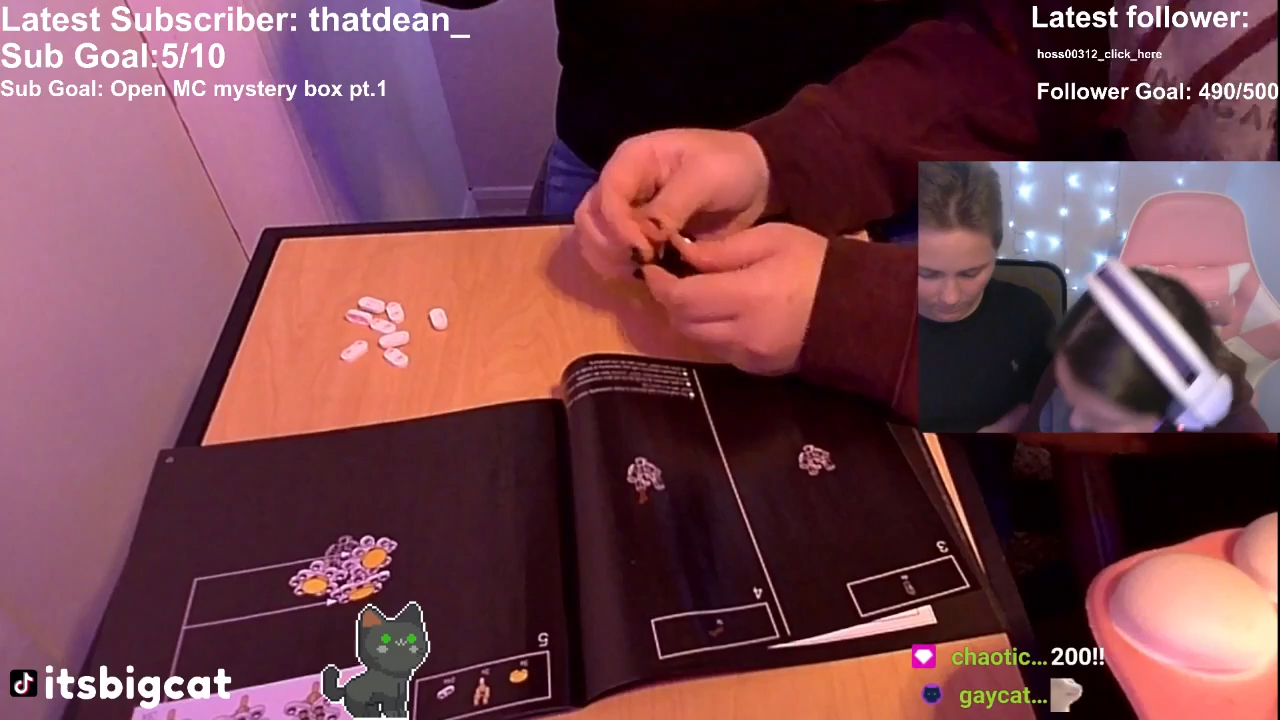 Latest Subscriber: thatdean_
Sub Goal:5/10
Sub Goal: Open MC mystery box pt.1
Latest follower:
hoss00312_click_here
Follower Goal: 490/500
3
4
5
itsbigcat
chaotic... 200!!
gaycat...